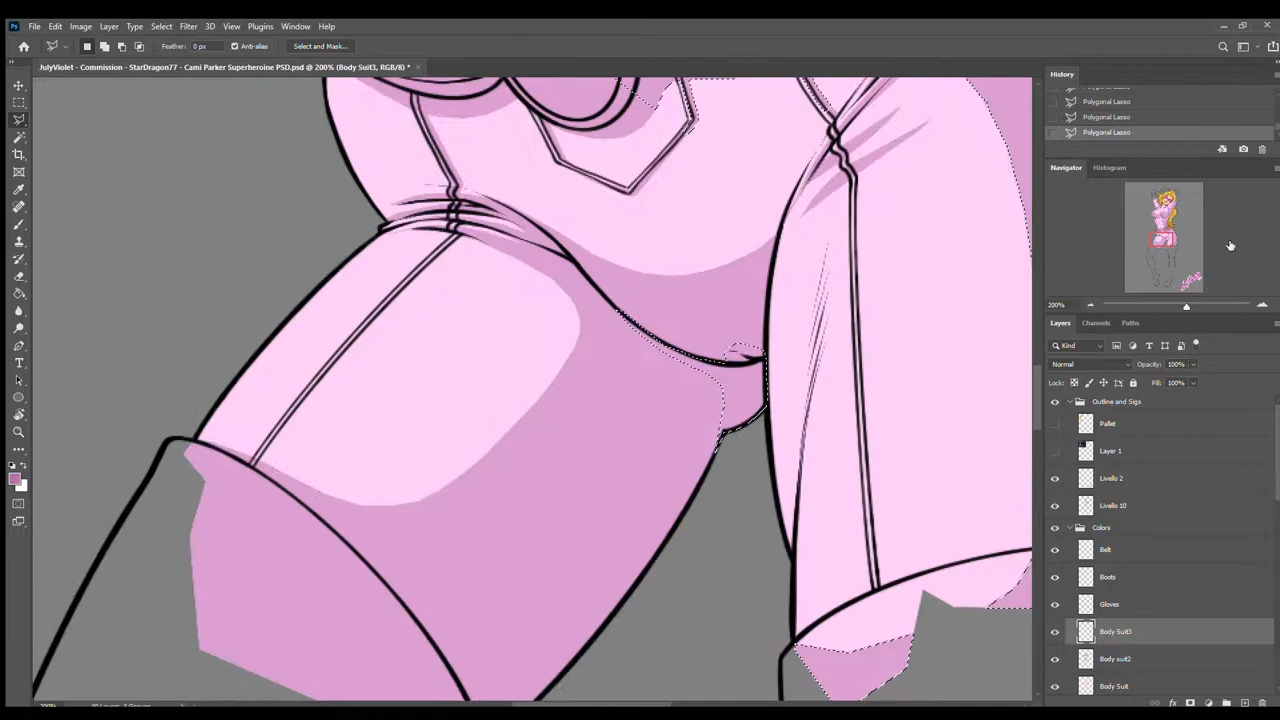 Ps File Edit Image Layer Type Select Filter 3D View Plugins Window Help
Feather: 0 px Anti-alias Select and Mask...
JulyViolet - Commission - StarDragon77 - Cami Parker Superheroine PSD.psd @ 200% (Body Suit3, RGB/8) * ×
History
Polygonal Lasso
Polygonal Lasso
Polygonal Lasso
Navigator Histogram
200%
Layers Channels Paths
Kind
Normal Opacity: 100%
Lock: Fill: 100%
Outline and Sigs
Pallet
Layer 1
Livello 2
Livello 10
Colors
Belt
Boots
Gloves
Body Suit3
Body suit2
Body Suit